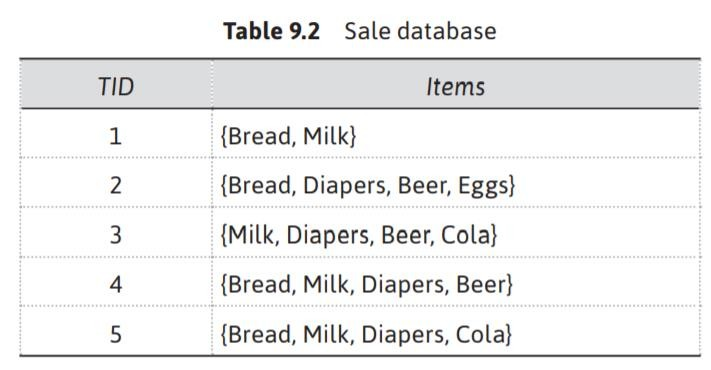 Table 9.2 Sale database
TID Items
1 {Bread, Milk}
2 {Bread, Diapers, Beer, Eggs}
3 {Milk, Diapers, Beer, Cola}
4 {Bread, Milk, Diapers, Beer}
5 {Bread, Milk, Diapers, Cola}